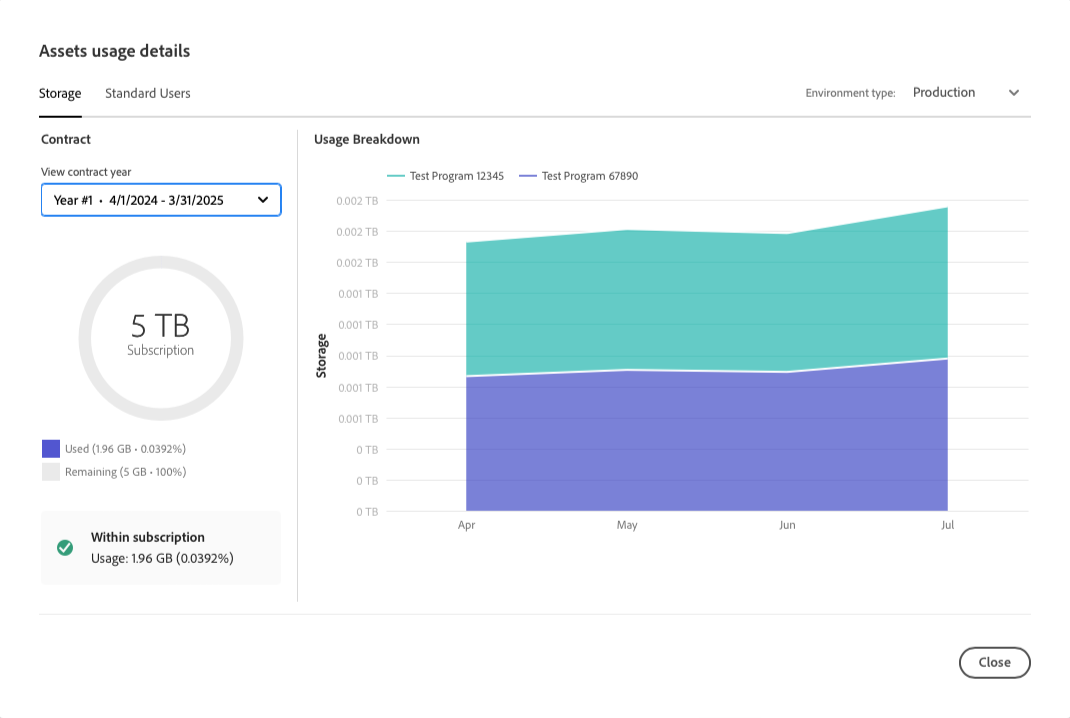 Assets usage details
Storage
Standard Users
Environment type:
Production
Contract
View contract year
Year #1 • 4/1/2024 - 3/31/2025
5 TB
Subscription
Used (1.96 GB • 0.0392%)
Remaining (5 GB • 100%)
Within subscription
Usage: 1.96 GB (0.0392%)
Usage Breakdown
Test Program 12345
Test Program 67890
0.002 TB
0.002 TB
0.002 TB
0.001 TB
0.001 TB
0.001 TB
0.001 TB
0.001 TB
0 TB
0 TB
0 TB
Storage
Apr
May
Jun
Jul
Close